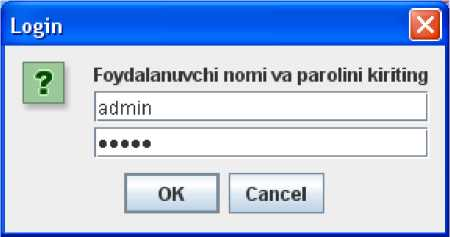 Login
Foydalanuvchi nomi va parolini kiriting
admin
•••••
OK Cancel